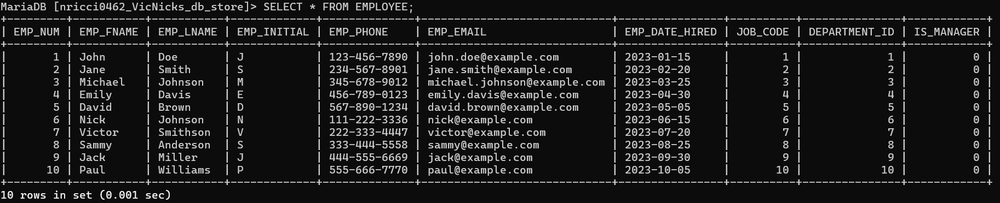 MariaDB [nricci0462_VicNicks_db_store]> SELECT * FROM EMPLOYEE;
+---------+-----------+-----------+-------------+--------------+-----------------------------+----------------+----------+---------------+------------+
| EMP_NUM | EMP_FNAME | EMP_LNAME | EMP_INITIAL | EMP_PHONE    | EMP_EMAIL                   | EMP_DATE_HIRED | JOB_CODE | DEPARTMENT_ID | IS_MANAGER |
+---------+-----------+-----------+-------------+--------------+-----------------------------+----------------+----------+---------------+------------+
|       1 | John      | Doe       | J           | 123-456-7890 | john.doe@example.com        | 2023-01-15     |        1 |             1 |          0 |
|       2 | Jane      | Smith     | S           | 234-567-8901 | jane.smith@example.com      | 2023-02-20     |        2 |             2 |          0 |
|       3 | Michael   | Johnson   | M           | 345-678-9012 | michael.johnson@example.com | 2023-03-25     |        3 |             3 |          0 |
|       4 | Emily     | Davis     | E           | 456-789-0123 | emily.davis@example.com     | 2023-04-30     |        4 |             4 |          0 |
|       5 | David     | Brown     | D           | 567-890-1234 | david.brown@example.com     | 2023-05-05     |        5 |             5 |          0 |
|       6 | Nick      | Johnson   | N           | 111-222-3336 | nick@example.com            | 2023-06-15     |        6 |             6 |          0 |
|       7 | Victor    | Smithson  | V           | 222-333-4447 | victor@example.com          | 2023-07-20     |        7 |             7 |          0 |
|       8 | Sammy     | Anderson  | S           | 333-444-5558 | sammy@example.com           | 2023-08-25     |        8 |             8 |          0 |
|       9 | Jack      | Miller    | J           | 444-555-6669 | jack@example.com            | 2023-09-30     |        9 |             9 |          0 |
|      10 | Paul      | Williams  | P           | 555-666-7770 | paul@example.com            | 2023-10-05     |       10 |            10 |          0 |
+---------+-----------+-----------+-------------+--------------+-----------------------------+----------------+----------+---------------+------------+
10 rows in set (0.001 sec)